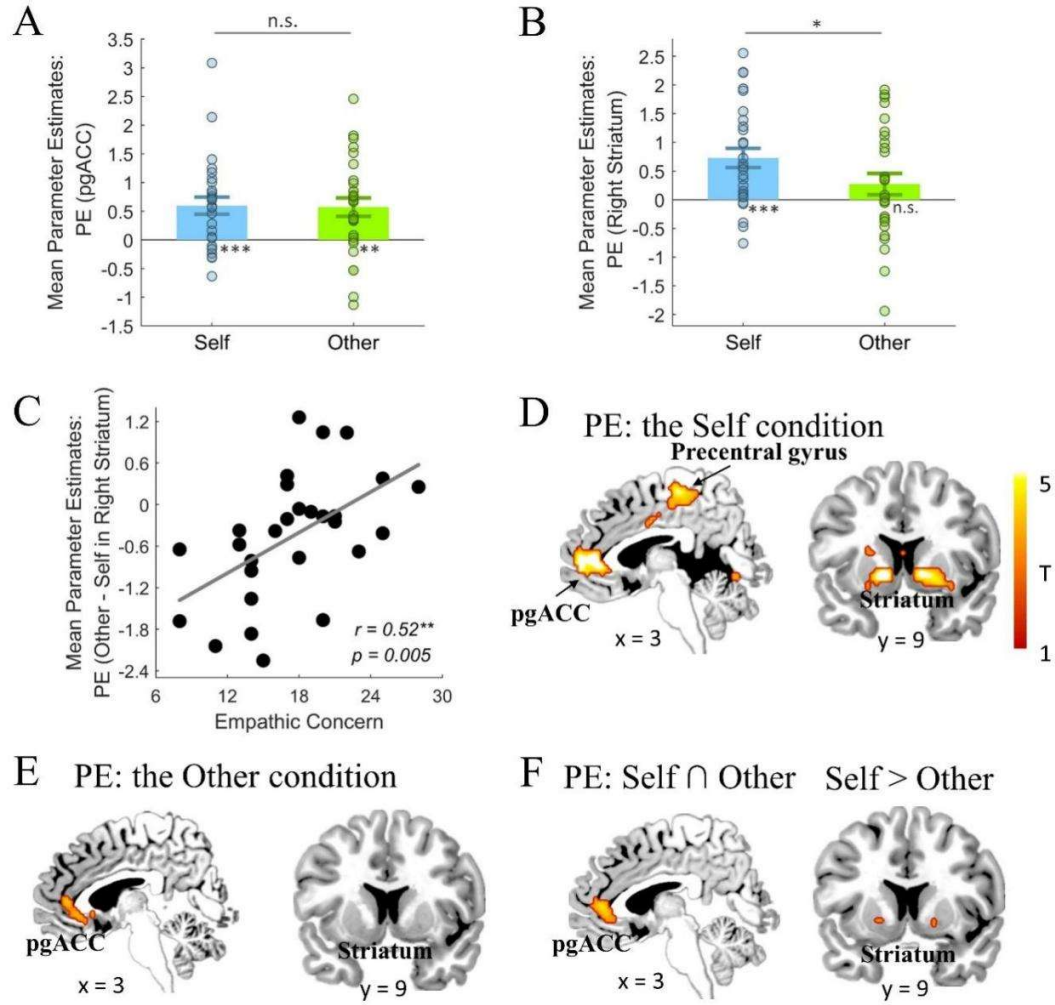 A
n.s.
Mean Parameter Estimates:
PE (pgACC)
3.5
3
2.5
2
1.5
1
0.5
0
-0.5
-1
-1.5
***
**
Self
Other
B
*
Mean Parameter Estimates:
PE (Right Striatum)
2.5
2
1.5
1
0.5
0
-0.5
-1
-1.5
-2
***
n.s.
Self
Other
C
Mean Parameter Estimates:
PE (Other - Self in Right Striatum)
1.2
0.6
0
-0.6
-1.2
-1.8
-2.4
r = 0.52**
p = 0.005
6
12
18
24
30
Empathic Concern
D
PE: the Self condition
Precentral gyrus
pgACC
x = 3
Striatum
y = 9
5
T
1
E
PE: the Other condition
pgACC
x = 3
Striatum
y = 9
F
PE: Self ∩ Other
Self > Other
pgACC
x = 3
Striatum
y = 9